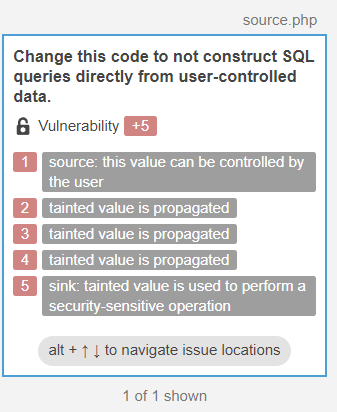 source.php
Change this code to not construct SQL
queries directly from user-controlled
data.
Vulnerability +5
1 source: this value can be controlled by
the user
2 tainted value is propagated
3 tainted value is propagated
4 tainted value is propagated
5 sink: tainted value is used to perform a
security-sensitive operation
alt + ↑ ↓ to navigate issue locations
1 of 1 shown